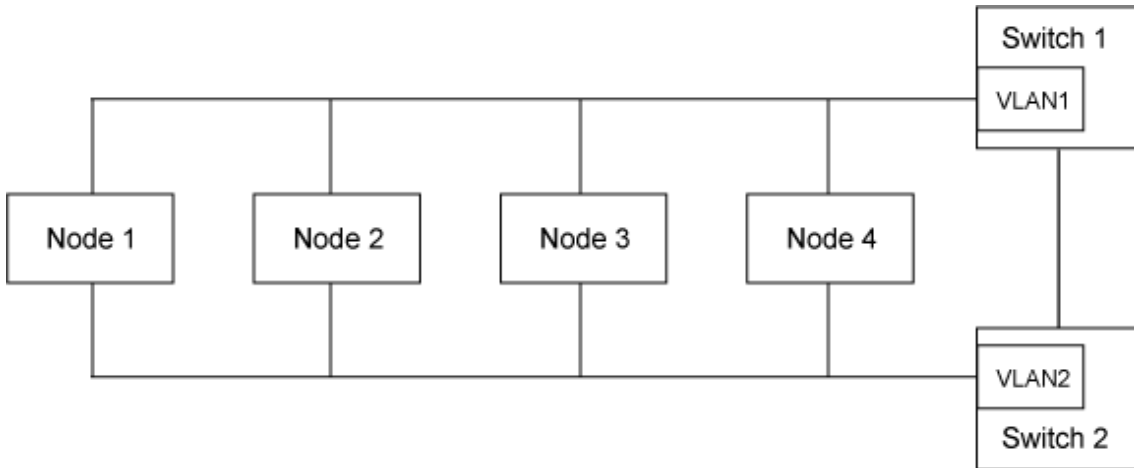 Switch 1
VLAN1
Node 1
Node 2
Node 3
Node 4
VLAN2
Switch 2